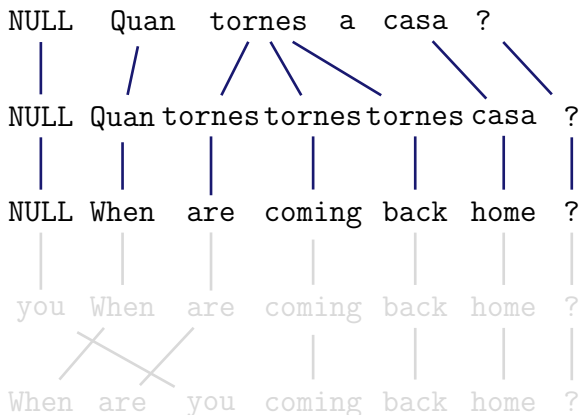 NULL Quan tornes a casa ?
NULL Quan tornes tornes tornes casa ?
NULL When are coming back home ?
you When are coming back home ?
When are you coming back home ?